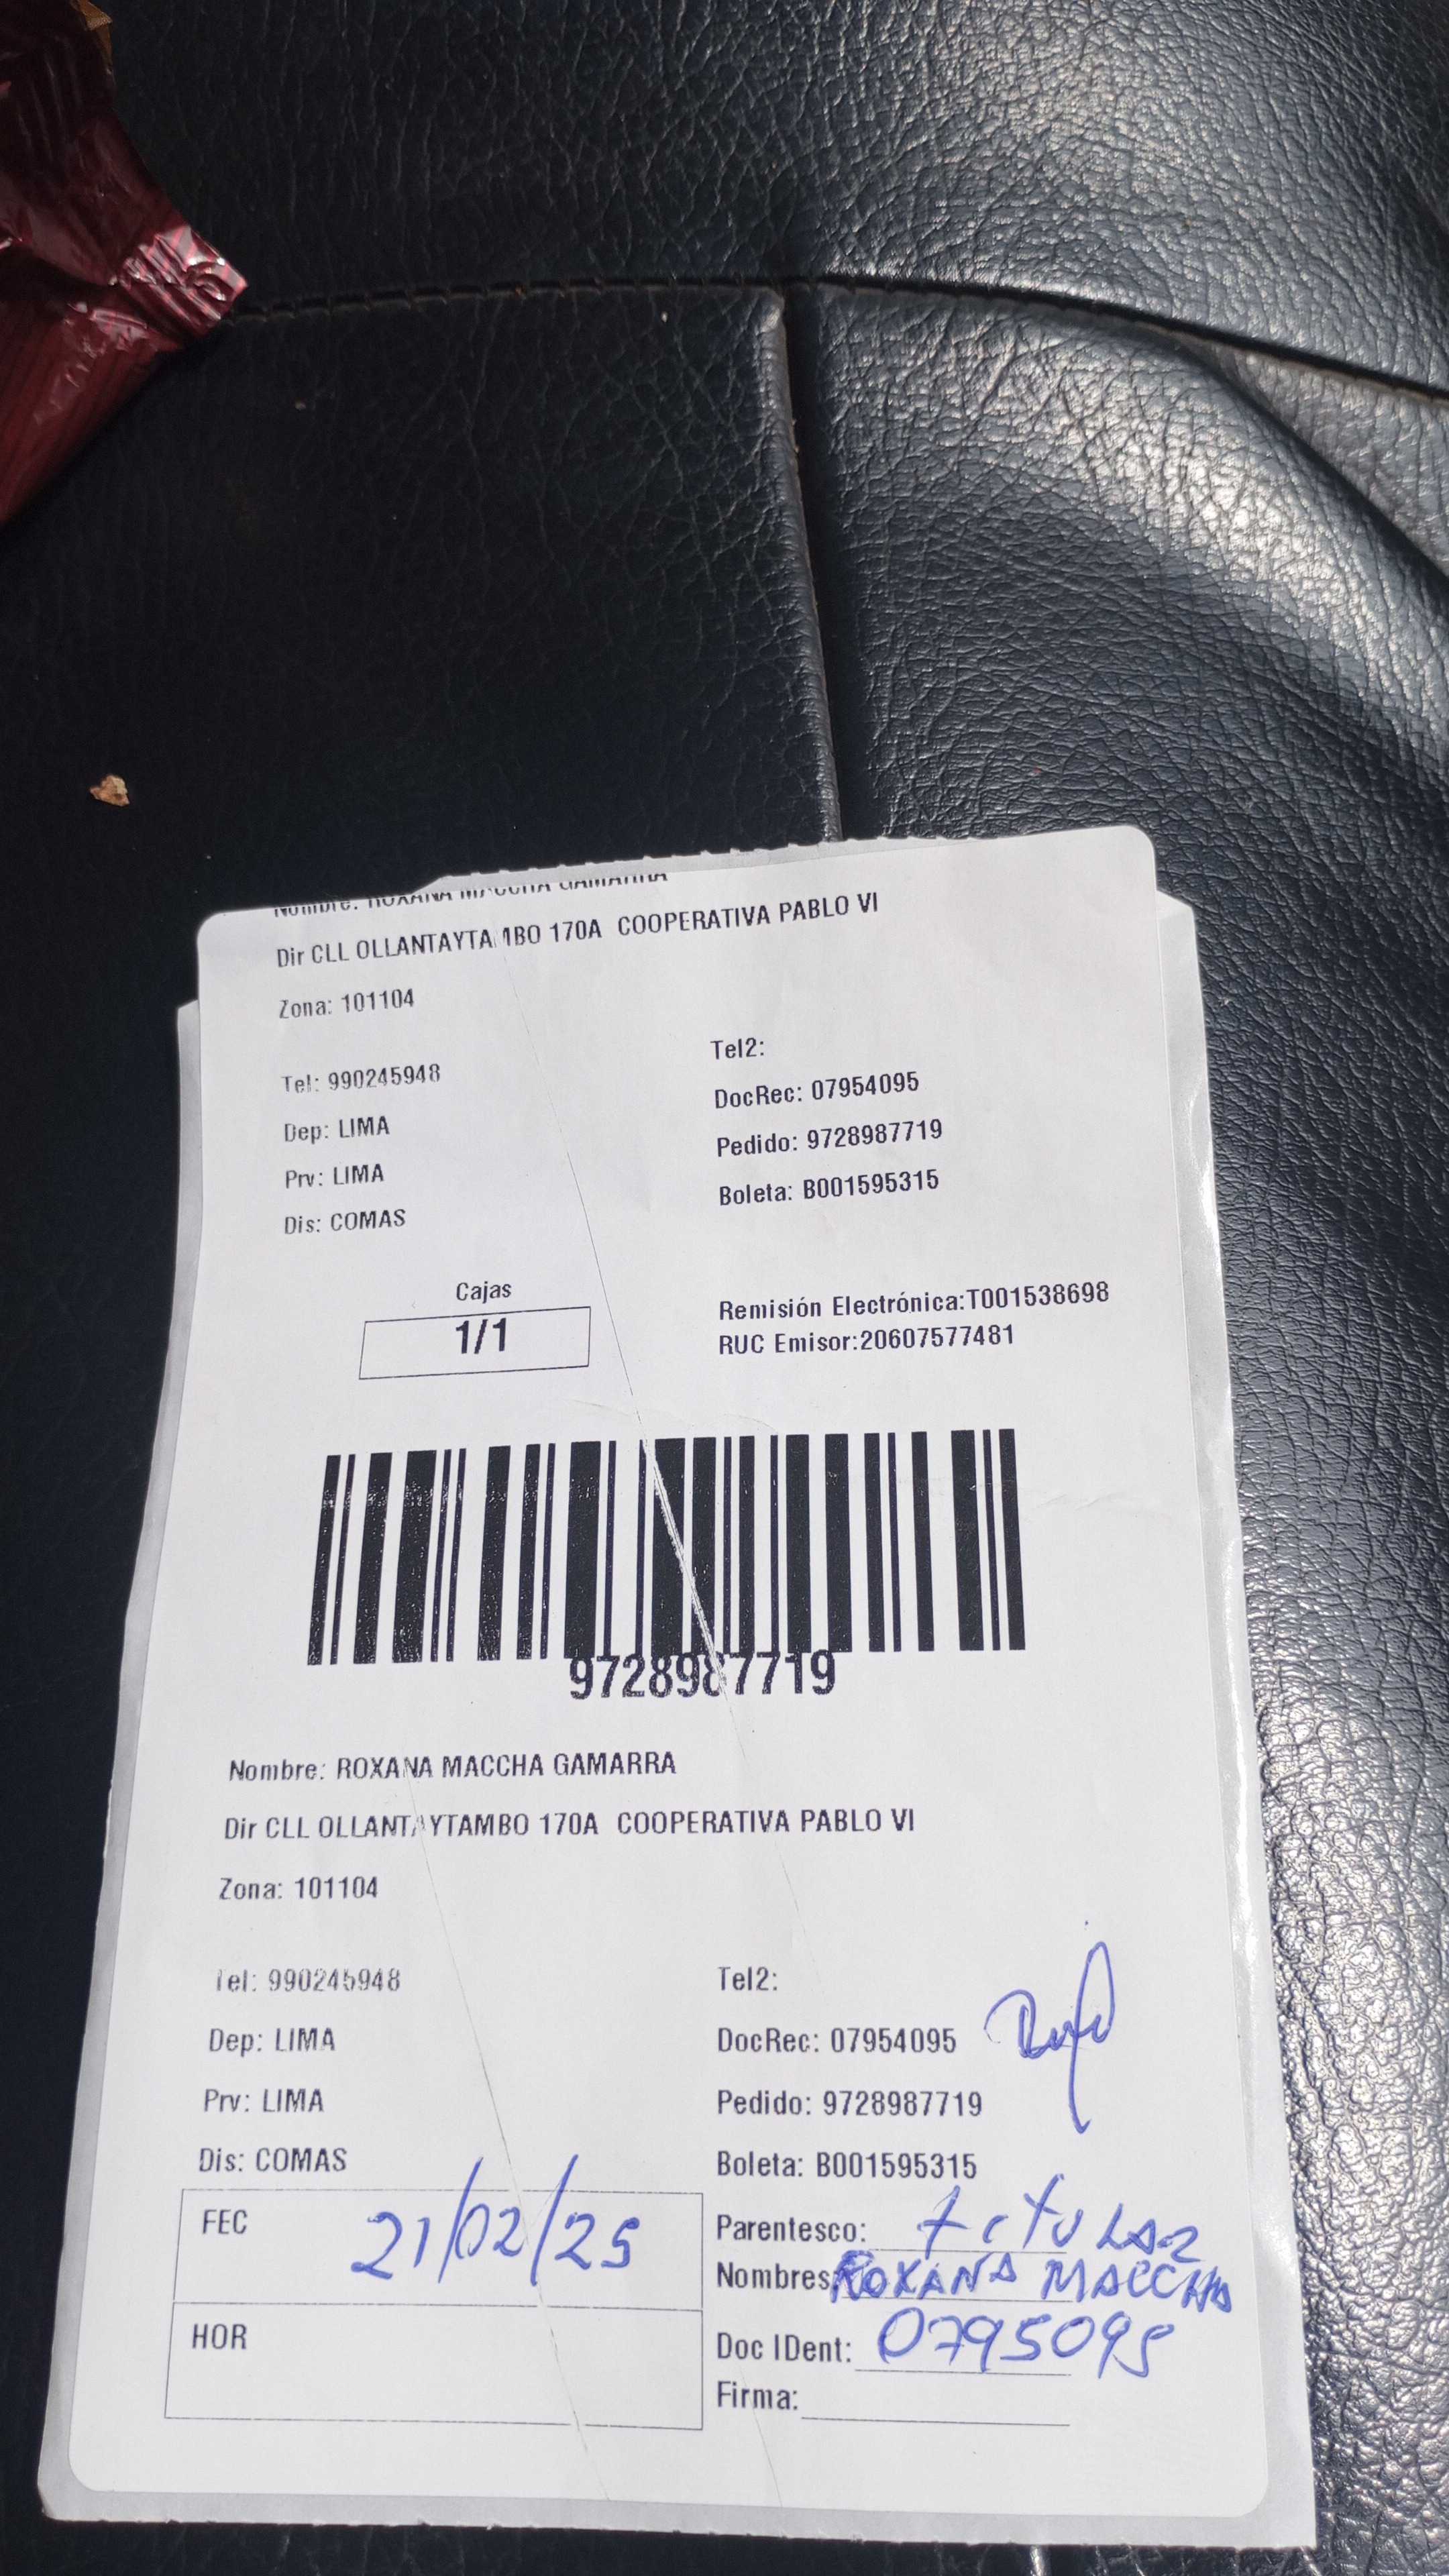 Nombre: ROXANA MACCHA GAMARRA
Dir CLL OLLANTAYTAMBO 170A COOPERATIVA PABLO VI
Zona: 101104
Tel: 990245948
Tel2:
Dep: LIMA
DocRec: 07954095
Prv: LIMA
Pedido: 9728987719
Dis: COMAS
Boleta: B001595315
Cajas
1/1
Remisión Electrónica:T001538698
RUC Emisor:20607577481
9728987719
Nombre: ROXANA MACCHA GAMARRA
Dir CLL OLLANTAYTAMBO 170A COOPERATIVA PABLO VI
Zona: 101104
Tel: 990245948
Tel2:
Dep: LIMA
DocRec: 07954095
Prv: LIMA
Pedido: 9728987719
Dis: COMAS
Boleta: B001595315
FEC 21/02/25
Parentesco: titular
Nombres ROXANA MACCHA
HOR
Doc IDent: 0795095
Firma: